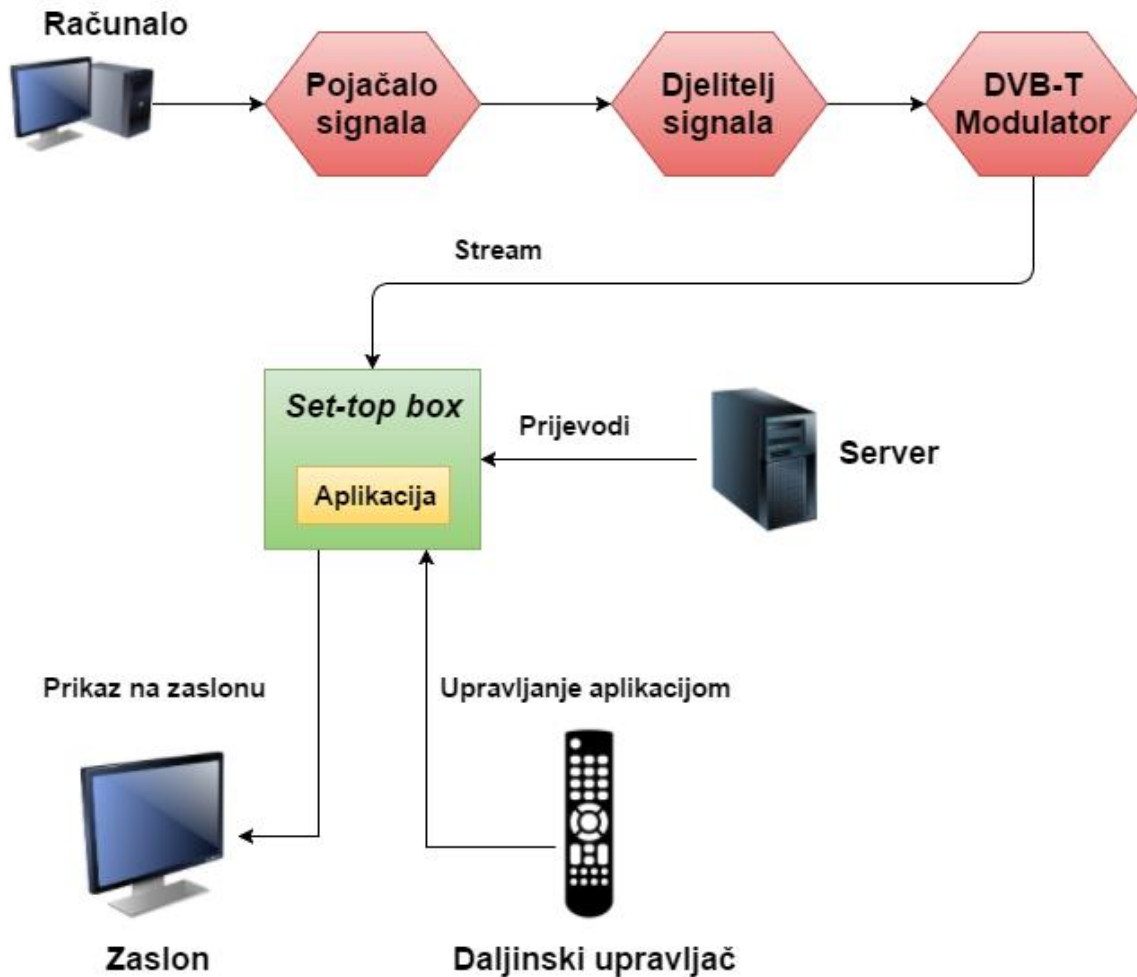 Računalo
Pojačalo
signala
Djelitelj
signala
DVB-T
Modulator
Stream
Set-top box
Aplikacija
Prijevodi
Server
Prikaz na zaslonu
Upravljanje aplikacijom
Zaslon
Daljinski upravljač